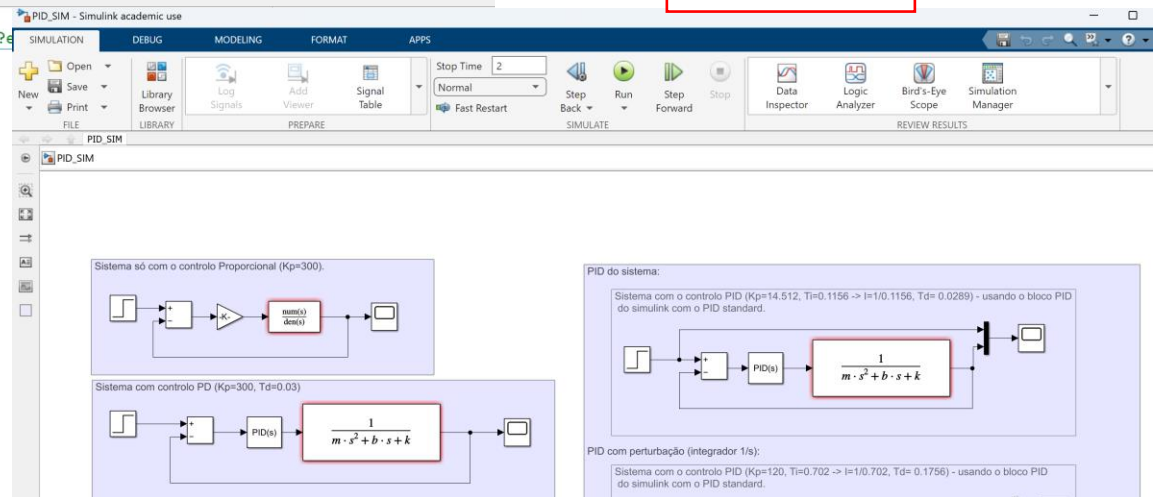 PID_SIM - Simulink academic use
SIMULATION DEBUG MODELING FORMAT APPS
New
Open
Save
Print
FILE
Library Browser
LIBRARY
Log Signals
Add Viewer
Signal Table
PREPARE
Stop Time 2
Normal
Fast Restart
Step Back
Run
Step Forward
Stop
SIMULATE
Data Inspector
Logic Analyzer
Bird's-Eye Scope
Simulation Manager
REVIEW RESULTS
PID_SIM
PID_SIM
Sistema só com o controlo Proporcional (Kp=300).
+
−
-K-
num(s)
den(s)
Sistema com controlo PD (Kp=300, Td=0.03)
+
−
PID(s)
1
m · s² + b · s + k
PID do sistema:
Sistema com o controlo PID (Kp=14.512, Ti=0.1156 -> I=1/0.1156, Td= 0.0289) - usando o bloco PID
do simulink com o PID standard.
+
−
PID(s)
1
m · s² + b · s + k
PID com perturbação (integrador 1/s):
Sistema com o controlo PID (Kp=120, Ti=0.702 -> I=1/0.702, Td= 0.1756) - usando o bloco PID
do simulink com o PID standard.